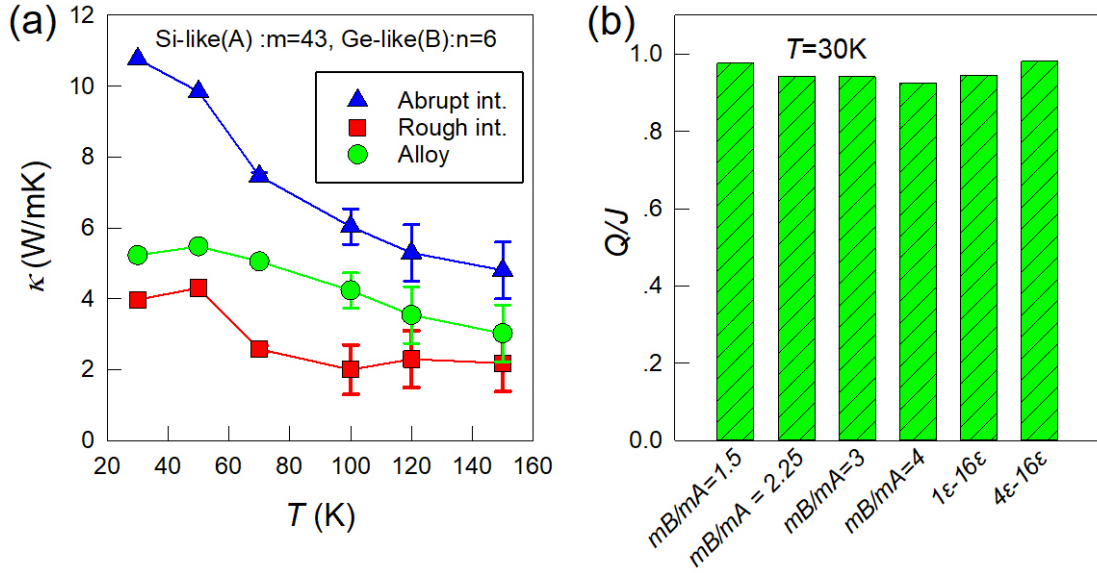 (a)
Si-like(A) :m=43, Ge-like(B):n=6
Abrupt int.
Rough int.
Alloy
κ (W/mK)
12
10
8
6
4
2
0
20 40 60 80 100 120 140 160
T (K)
(b)
T=30K
Q/J
1.0
.8
.6
.4
.2
0.0
mB/mA=1.5
mB/mA = 2.25
mB/mA=3
mB/mA=4
1ε-16ε
4ε-16ε